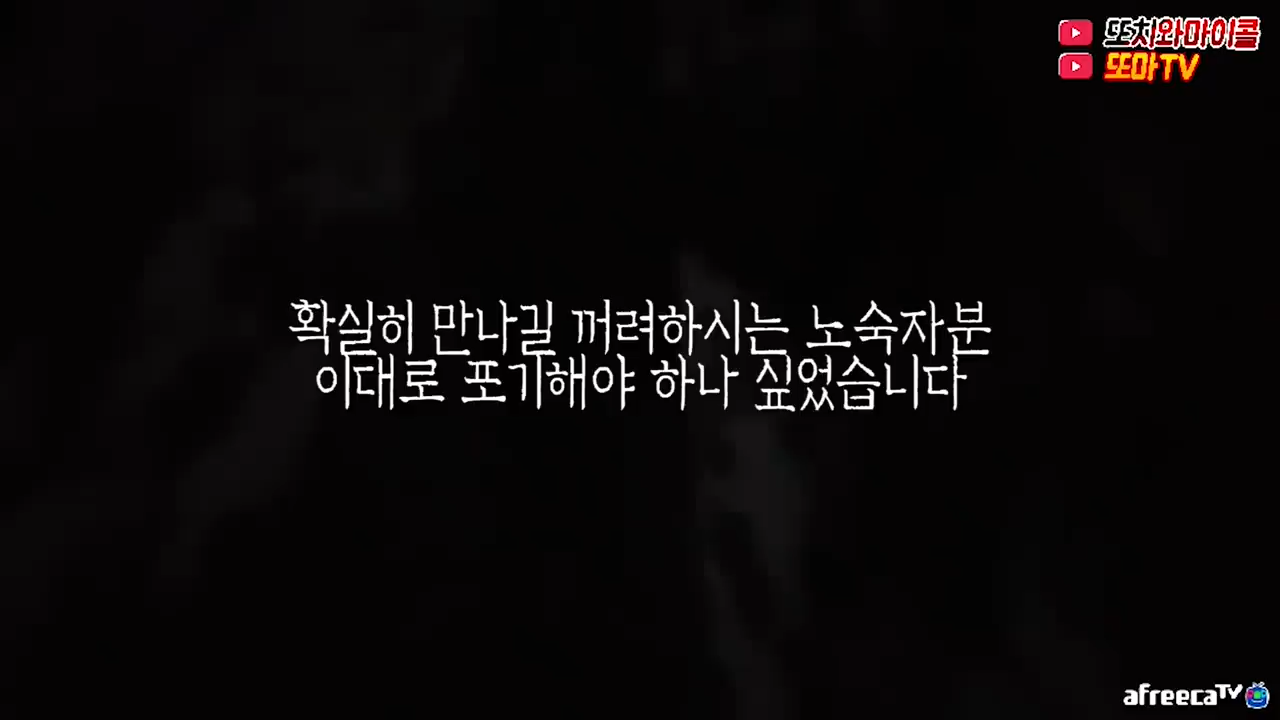 또치와마이콜
또마TV
확실히 만나길 꺼려하시는 노숙자분
이대로 포기해야 하나 싶었습니다
afreecaTV